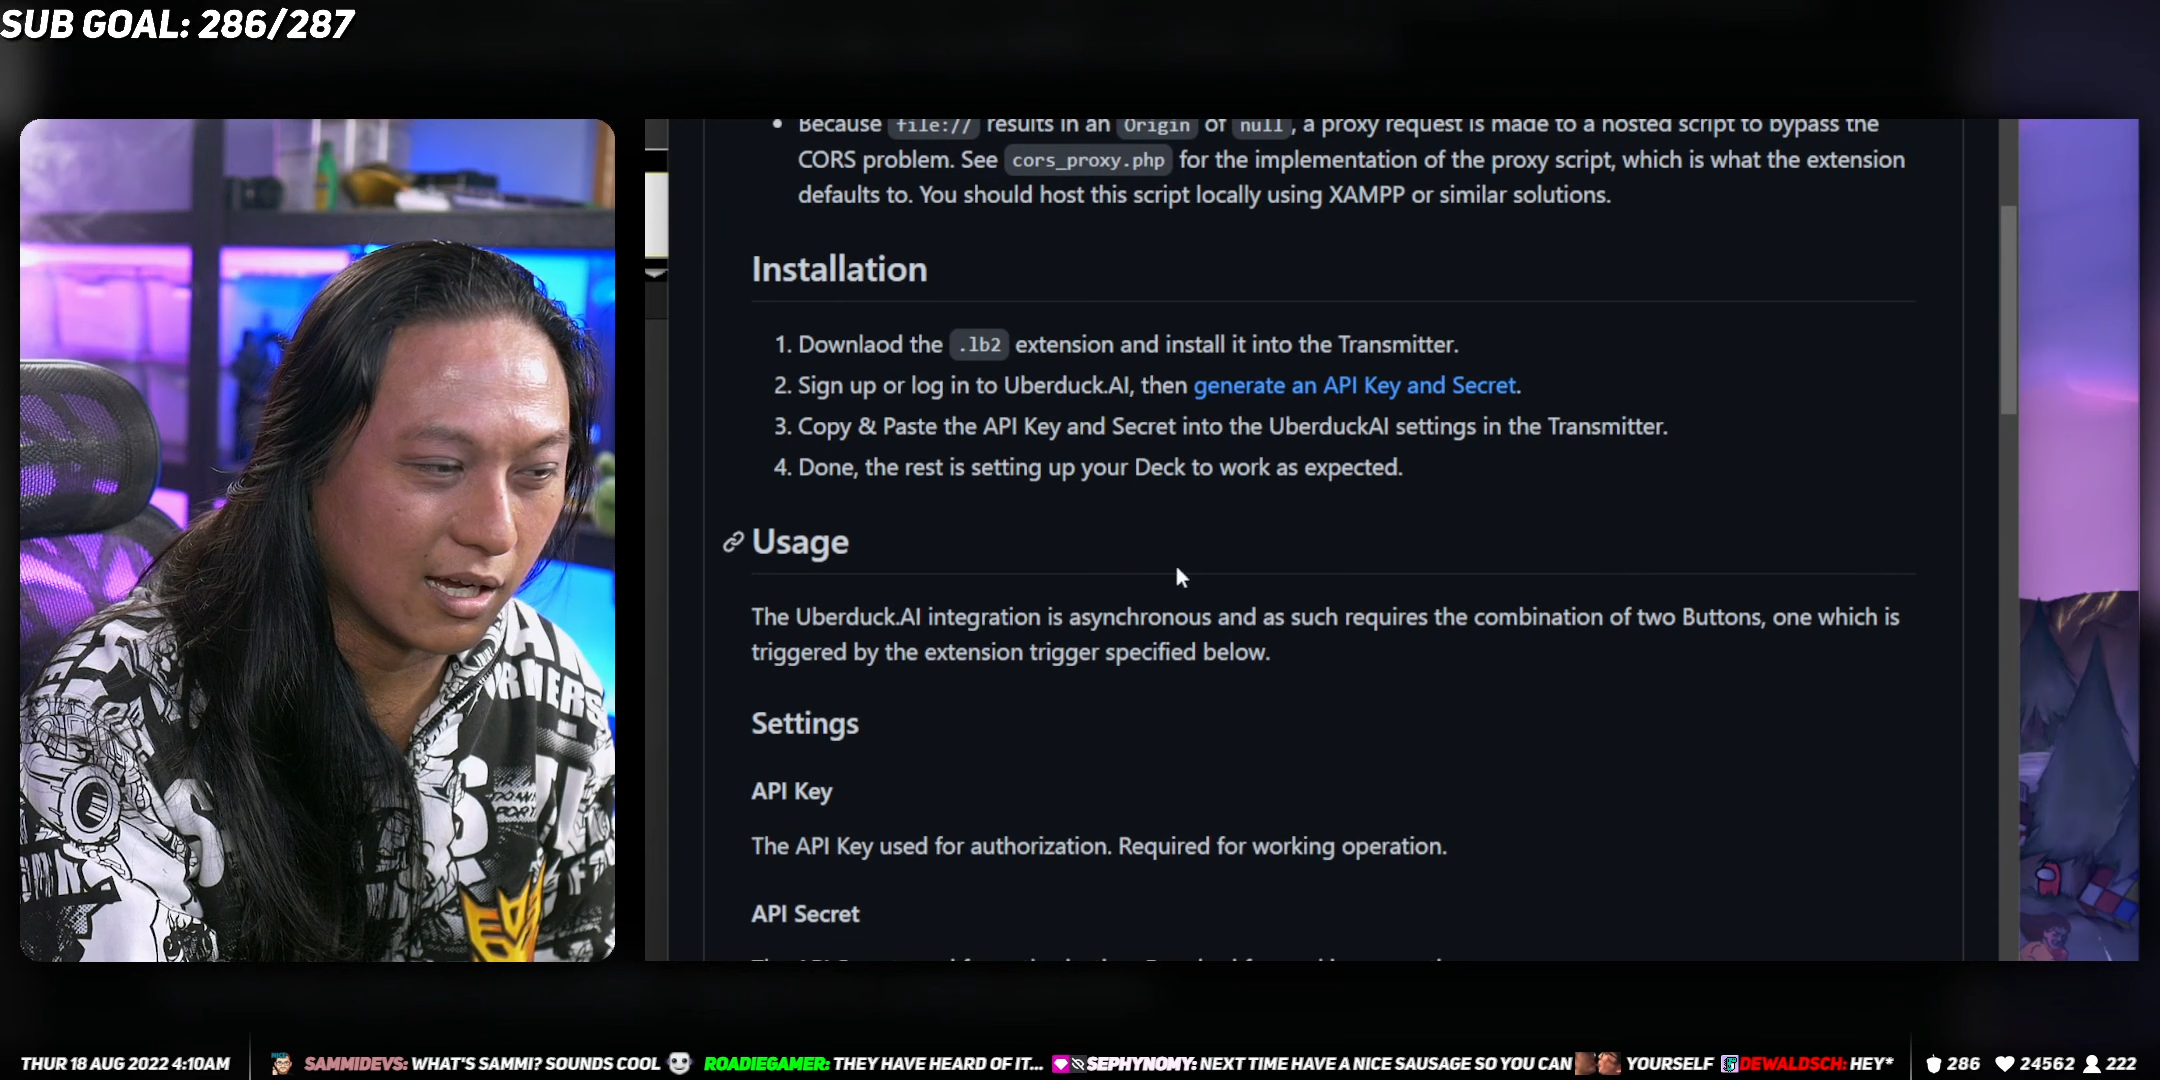 SUB GOAL: 286/287
Because file:// results in an Origin of null, a proxy request is made to a hosted script to bypass the
CORS problem. See cors_proxy.php for the implementation of the proxy script, which is what the extension
defaults to. You should host this script locally using XAMPP or similar solutions.
Installation
1. Downlaod the .lb2 extension and install it into the Transmitter.
2. Sign up or log in to Uberduck.AI, then generate an API Key and Secret.
3. Copy & Paste the API Key and Secret into the UberduckAI settings in the Transmitter.
4. Done, the rest is setting up your Deck to work as expected.
Usage
The Uberduck.AI integration is asynchronous and as such requires the combination of two Buttons, one which is
triggered by the extension trigger specified below.
Settings
API Key
The API Key used for authorization. Required for working operation.
API Secret
THUR 18 AUG 2022 4:10AM SAMMIDEVS: WHAT'S SAMMI? SOUNDS COOL ROADIEGAMER: THEY HAVE HEARD OF IT... SEPHYNOMY: NEXT TIME HAVE A NICE SAUSAGE SO YOU CAN YOURSELF DEWALDSCH: HEY* 286 24562 222